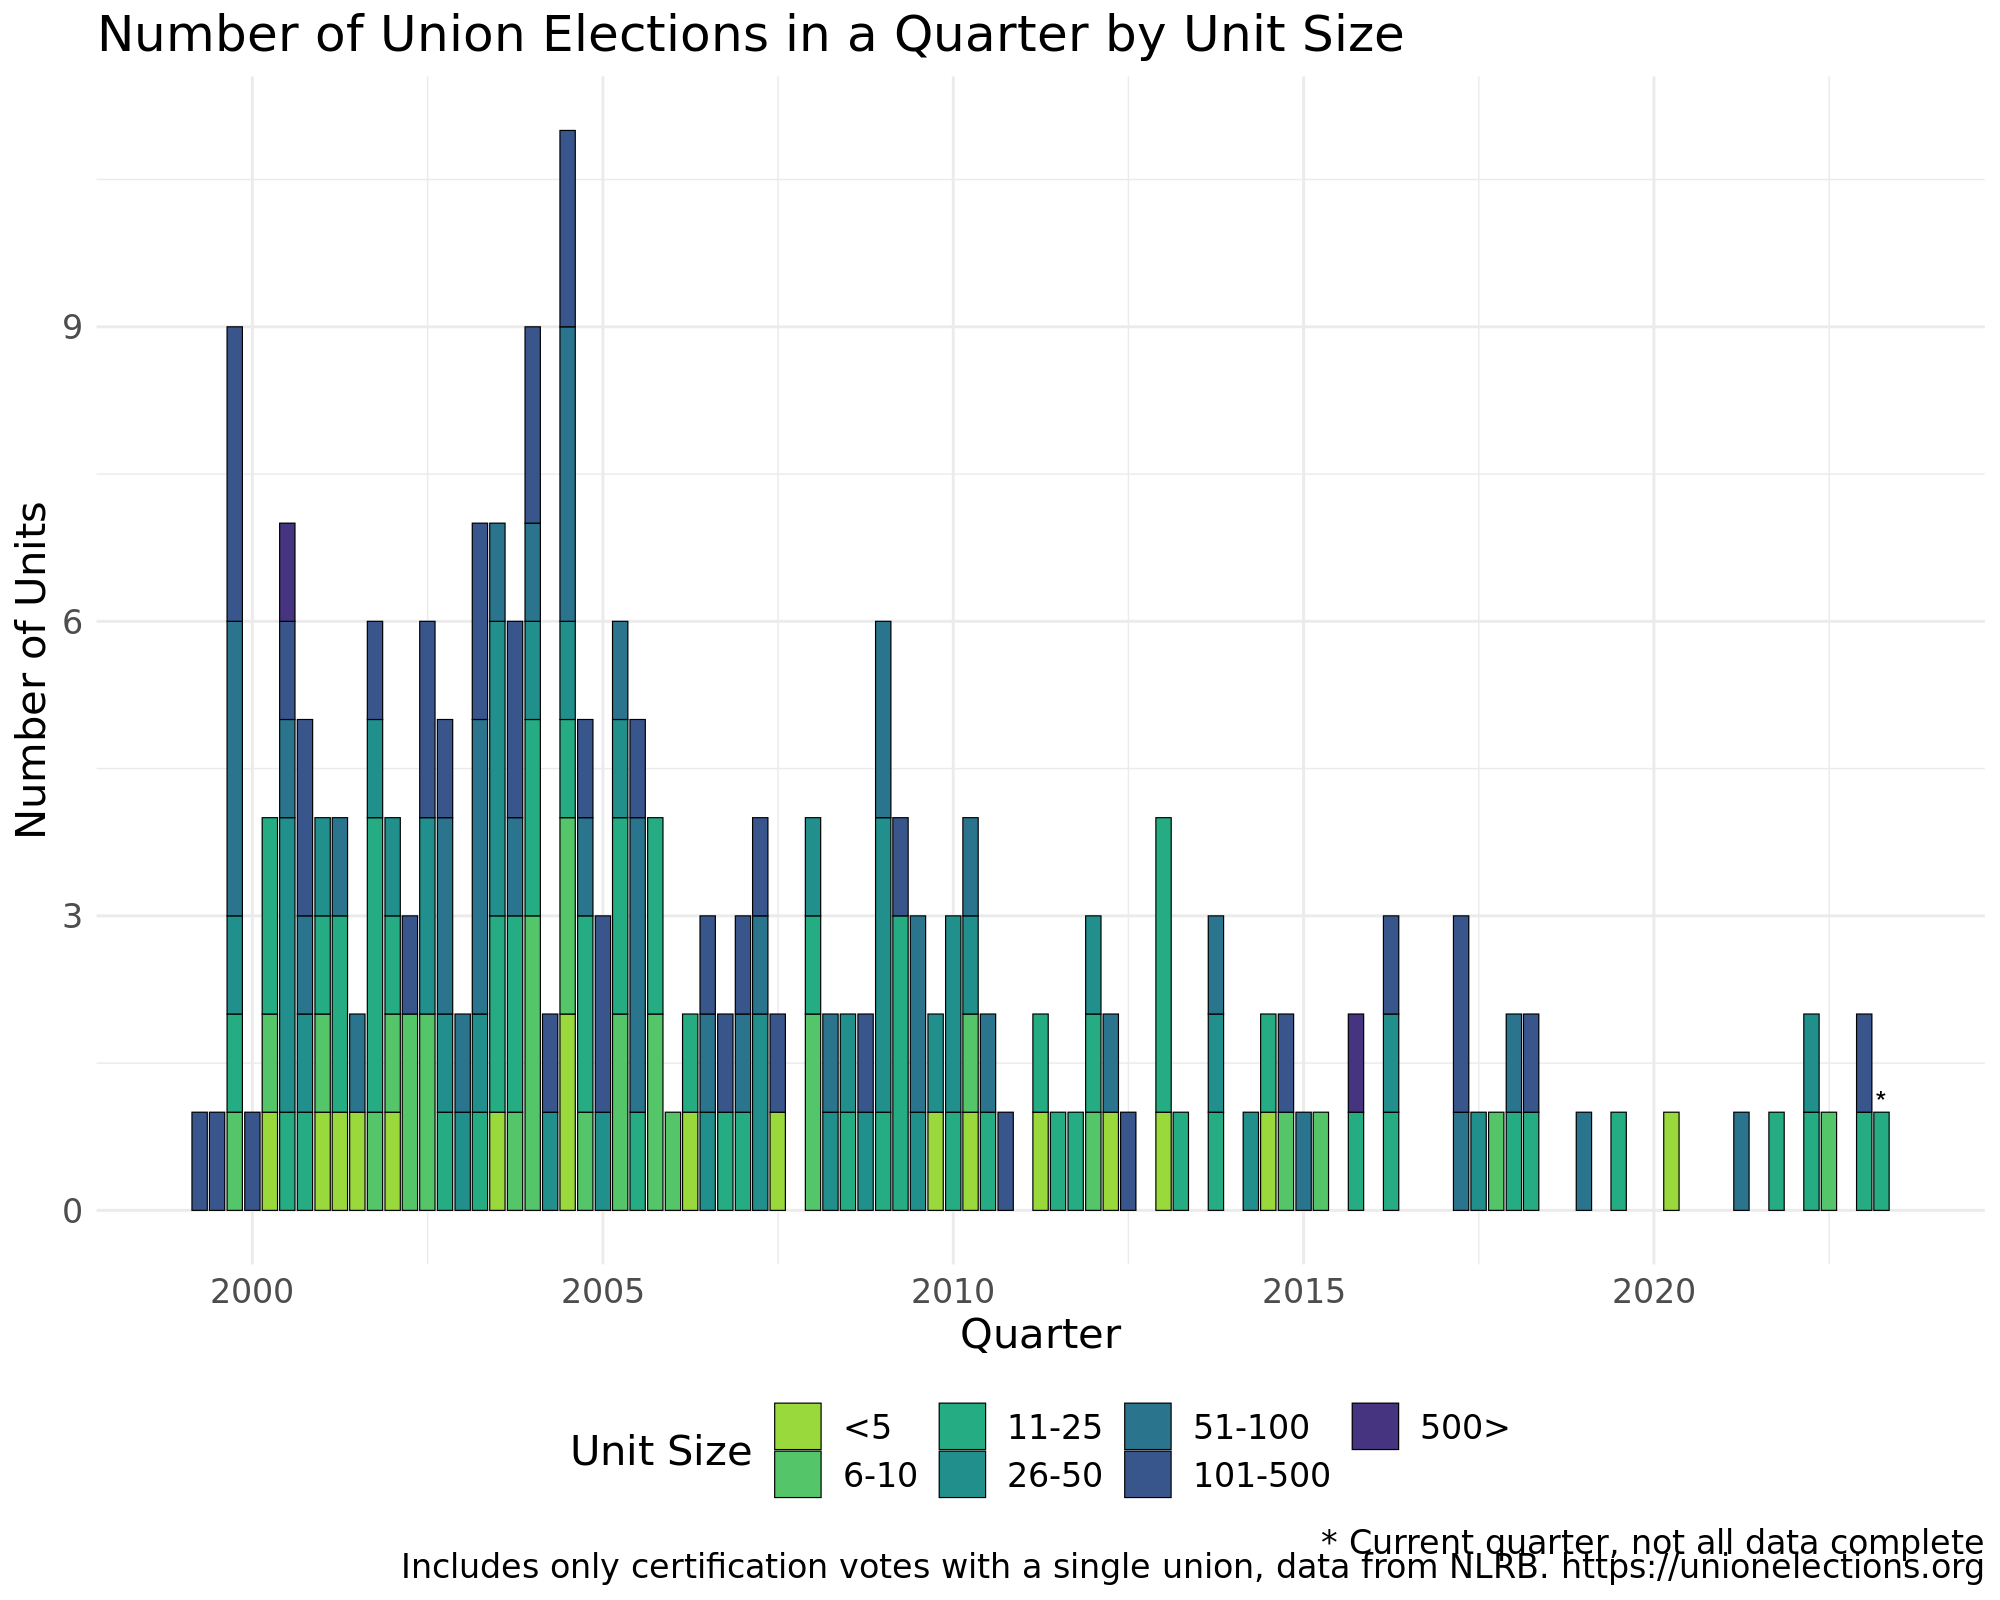 Number of Union Elections in a Quarter by Unit Size
Number of Units
9
6
3
0
*
2000 2005 2010 2015 2020
Quarter
Unit Size
<5 11-25 51-100 500>
6-10 26-50 101-500
* Current quarter, not all data complete
Includes only certification votes with a single union, data from NLRB. https://unionelections.org